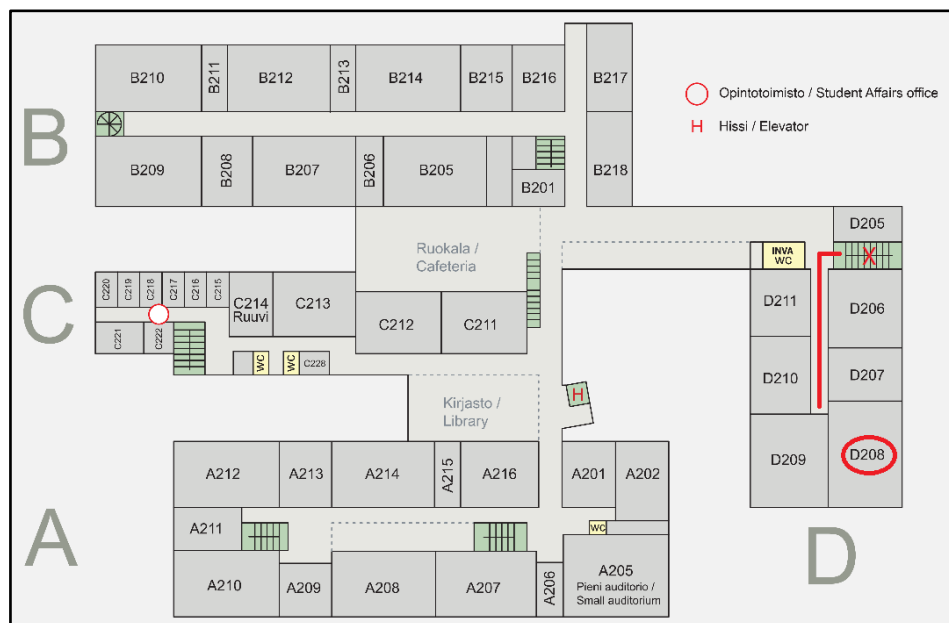 B210
B211
B212
B213
B214
B215
B216
B217
Opintotoimisto / Student Affairs office
H
Hissi / Elevator
B
B209
B208
B207
B206
B205
B201
B218
Ruokala /
Cafeteria
D205
INVA
WC
X
C
C220
C219
C218
C217
C216
C215
C214
Ruuvi
C213
C212
C211
C221
C222
WC
WC
C228
D211
D206
D210
D207
D209
D208
Kirjasto /
Library
H
A
A212
A213
A214
A215
A216
A201
A202
A211
WC
A210
A209
A208
A207
A206
A205
Pieni auditorio /
Small auditorium
D